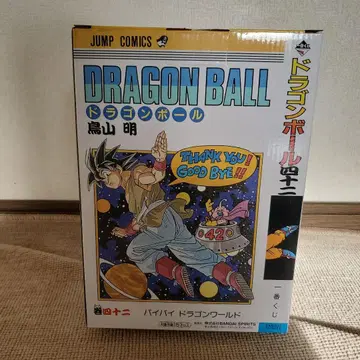 JUMP COMICS
DRAGON BALL
ドラゴンボール
鳥山 明
THANK YOU!
GOOD BYE!!
42
巻四十二
バイバイ ドラゴンワールド
BANDAI SPIRITS
ドラゴンボール 四十二
一番くじ